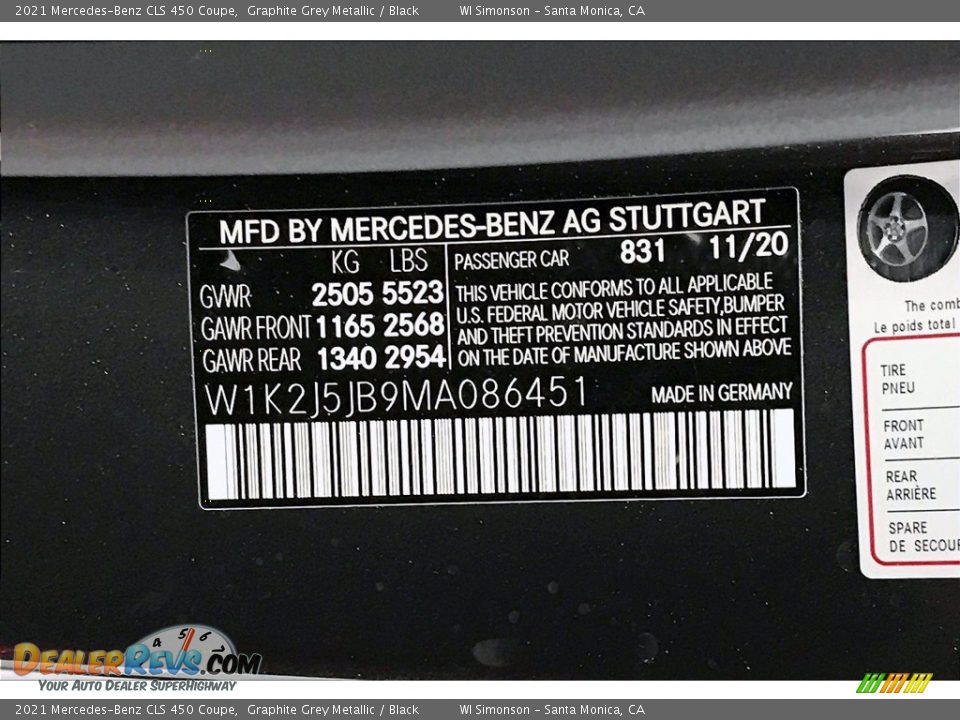 2021 Mercedes-Benz CLS 450 Coupe, Graphite Grey Metallic / Black WI Simonson - Santa Monica, CA
MFD BY MERCEDES-BENZ AG STUTTGART
KG LBS
GVWR 2505 5523
GAWR FRONT 1165 2568
GAWR REAR 1340 2954
PASSENGER CAR 831 11/20
THIS VEHICLE CONFORMS TO ALL APPLICABLE
U.S. FEDERAL MOTOR VEHICLE SAFETY, BUMPER
AND THEFT PREVENTION STANDARDS IN EFFECT
ON THE DATE OF MANUFACTURE SHOWN ABOVE
W1K2J5JB9MA086451
MADE IN GERMANY
The comb
Le poids total
TIRE
PNEU
FRONT
AVANT
REAR
ARRIÈRE
SPARE
DE SECOUR
4 5 6
DEALERREVS.COM
YOUR AUTO DEALER SUPERHIGHWAY
2021 Mercedes-Benz CLS 450 Coupe, Graphite Grey Metallic / Black WI Simonson - Santa Monica, CA